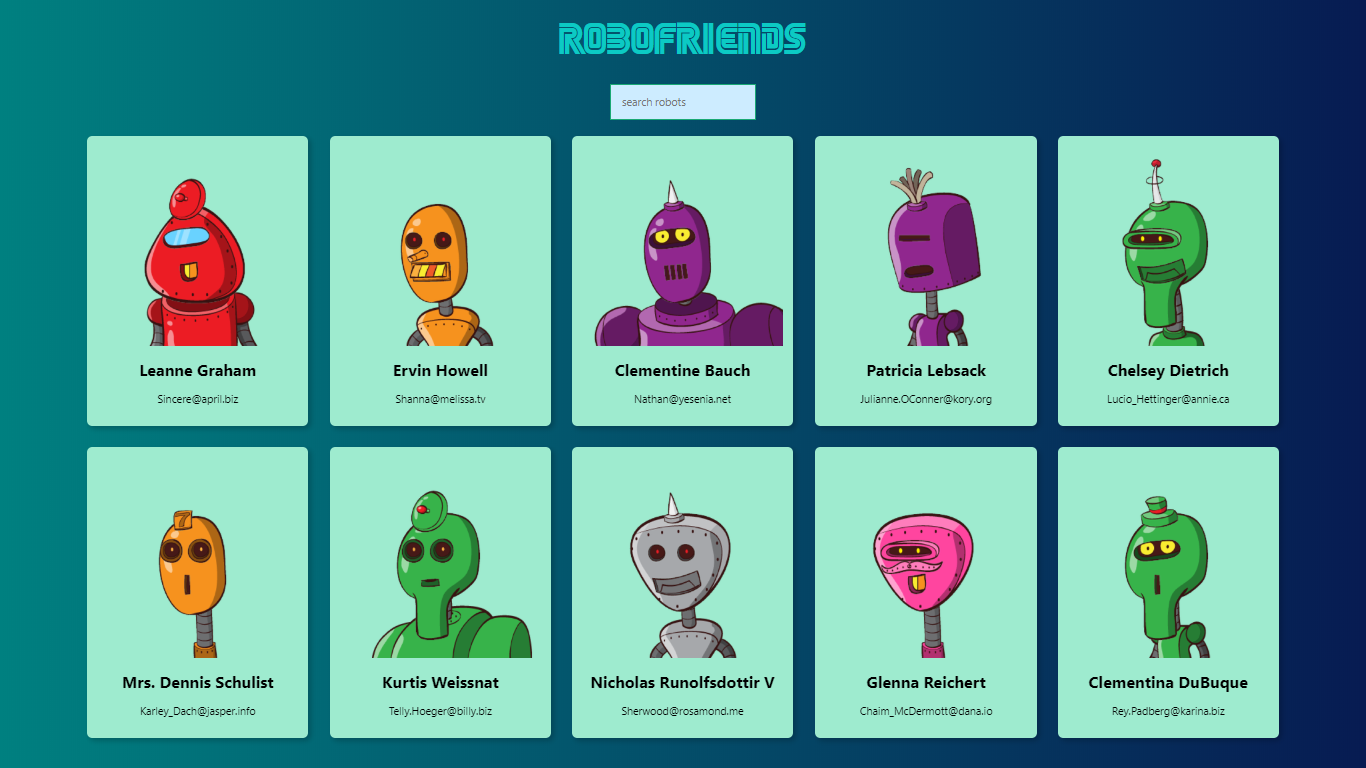 ROBOFRIENDS
search robots
Leanne Graham
Sincere@april.biz
Ervin Howell
Shanna@melissa.tv
Clementine Bauch
Nathan@yesenia.net
Patricia Lebsack
Julianne.OConner@kory.org
Chelsey Dietrich
Lucio_Hettinger@annie.ca
7
Mrs. Dennis Schulist
Karley_Dach@jasper.info
Kurtis Weissnat
Telly.Hoeger@billy.biz
Nicholas Runolfsdottir V
Sherwood@rosamond.me
Glenna Reichert
Chaim_McDermott@dana.io
Clementina DuBuque
Rey.Padberg@karina.biz